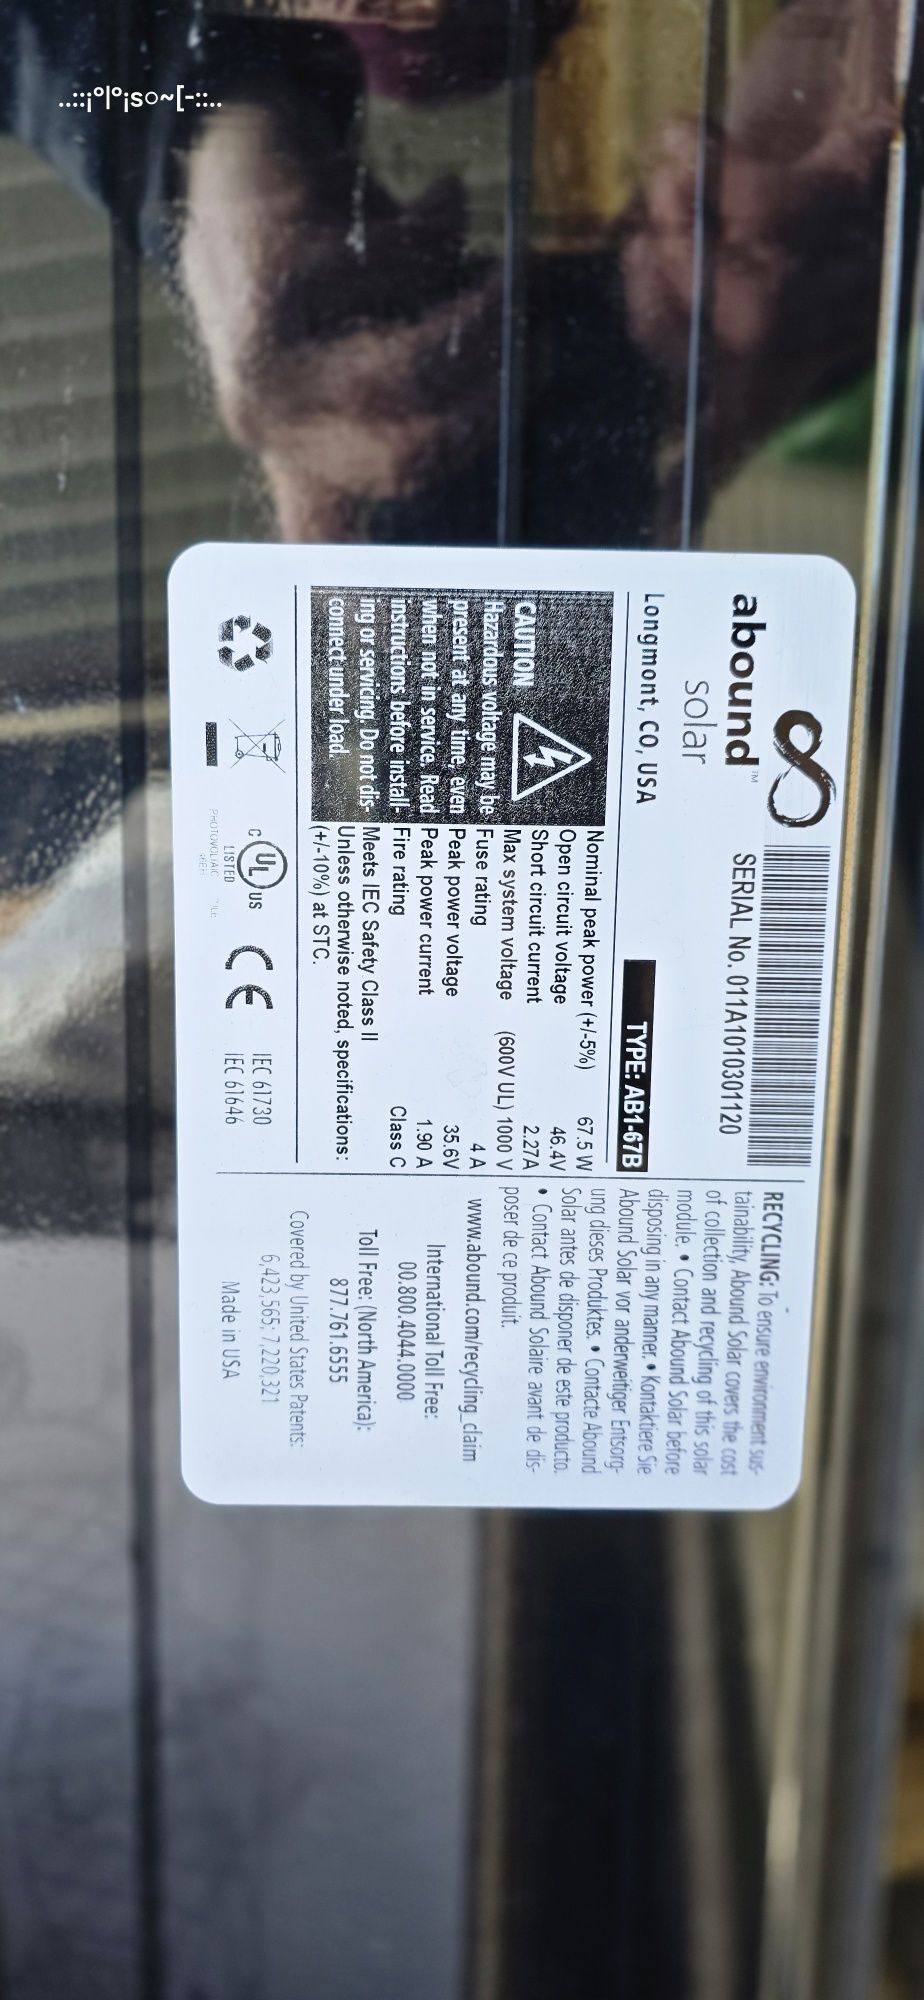 ..::¡°|°¡s○~[-::..
abound™
solar
Longmont, CO, USA
SERIAL No. 011A1010301120
TYPE: AB1-67B
CAUTION
Hazardous voltage may be
present at any time, even
when not in service. Read
instructions before install-
ing or servicing. Do not dis-
connect under load.
Nominal peak power (+/-5%) 67.5 W
Open circuit voltage 46.4V
Short circuit current 2.27A
Max system voltage (600V UL) 1000 V
Fuse rating 4 A
Peak power voltage 35.6V
Peak power current 1.90 A
Fire rating Class C
Meets IEC Safety Class II
Unless otherwise noted, specifications:
(+/-10%) at STC.
C UL US
LISTED
PHOTOVOLTAIC
CE
IEC 61730
IEC 61646
RECYCLING: To ensure environment sus-
tainability, Abound Solar covers the cost
of collection and recycling of this solar
module. • Contact Abound Solar before
disposing in any manner. • Kontaktiere Sie
Abound Solar vor anderweitiger Entsorg-
ung dieses Produktes. • Contacte Abound
Solar antes de disponer de este producto.
• Contact Abound Solaire avant de dis-
poser de ce produit.
www.abound.com/recycling_claim
International Toll Free:
00.800.4044.0000
Toll Free: (North America):
877.761.6555
Covered by United States Patents:
6,423,565; 7,220,321
Made in USA